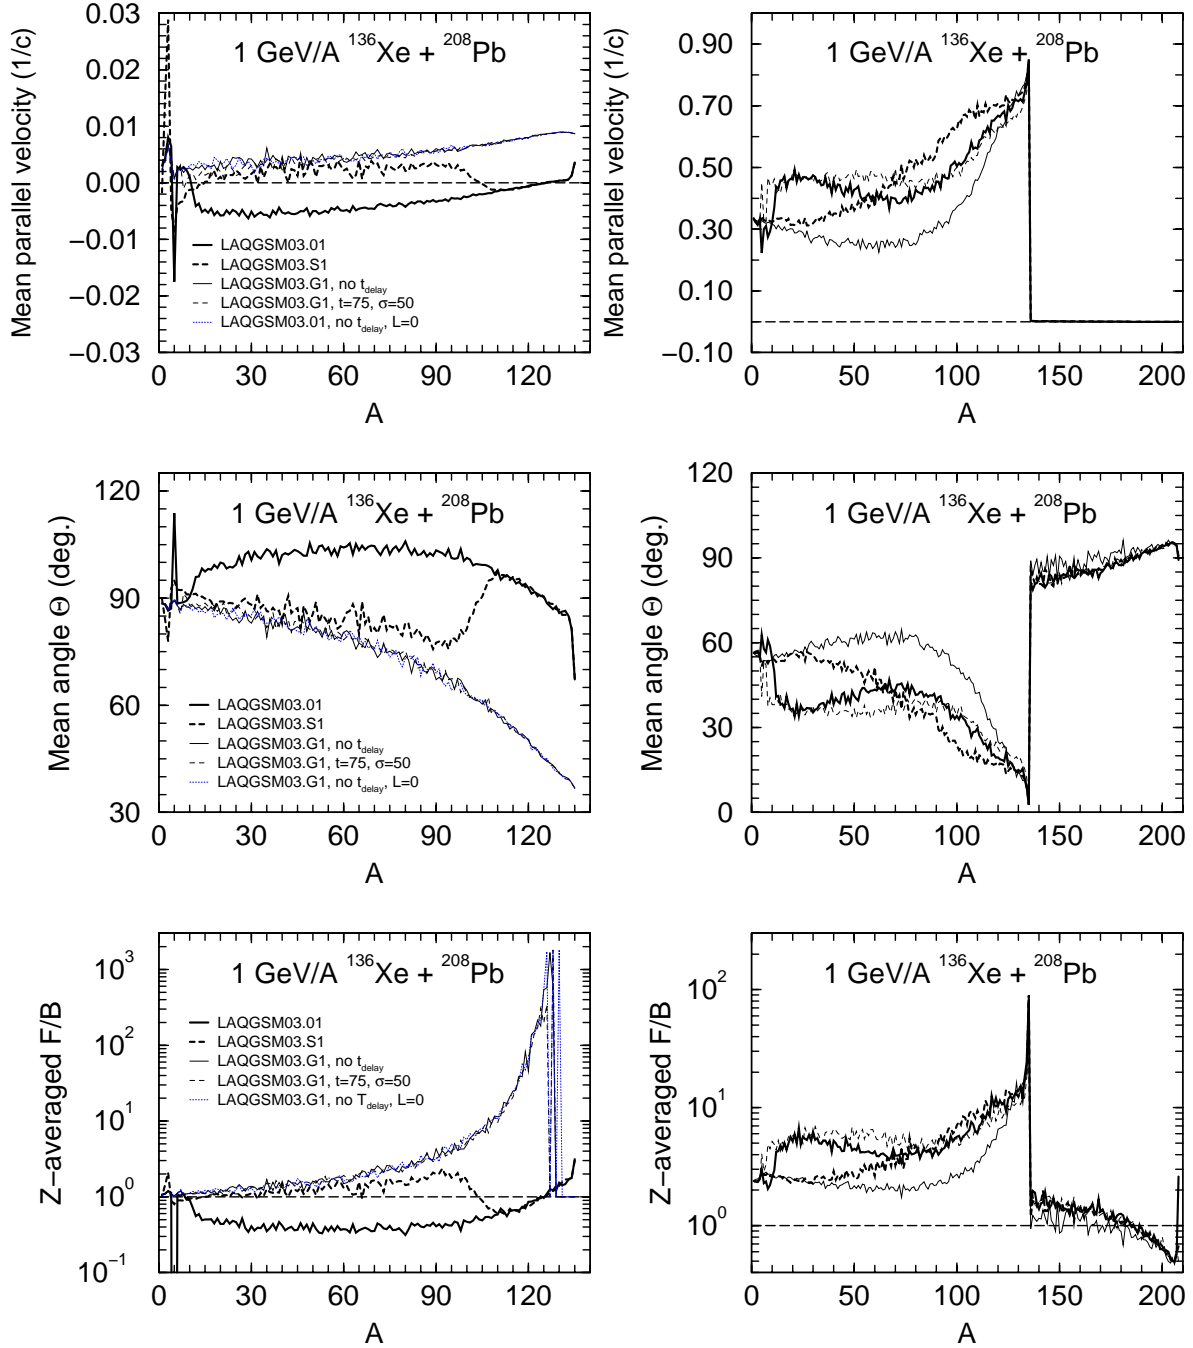 0.03
0.02
0.01
0.00
−0.01
−0.02
−0.03
Mean parallel velocity (1/c)
1 GeV/A ¹³⁶Xe + ²⁰⁸Pb
LAQGSM03.01
LAQGSM03.S1
LAQGSM03.G1, no t_delay
LAQGSM03.G1, t=75, σ=50
LAQGSM03.01, no t_delay, L=0
0 30 60 90 120
A
0.90
0.70
0.50
0.30
0.10
−0.10
Mean parallel velocity (1/c)
1 GeV/A ¹³⁶Xe + ²⁰⁸Pb
0 50 100 150 200
A
120
90
60
30
Mean angle Θ (deg.)
1 GeV/A ¹³⁶Xe + ²⁰⁸Pb
LAQGSM03.01
LAQGSM03.S1
LAQGSM03.G1, no t_delay
LAQGSM03.G1, t=75, σ=50
LAQGSM03.G1, no t_delay, L=0
0 30 60 90 120
A
120
90
60
30
0
Mean angle Θ (deg.)
1 GeV/A ¹³⁶Xe + ²⁰⁸Pb
0 50 100 150 200
A
10³
10²
10¹
10⁰
10⁻¹
Z−averaged F/B
1 GeV/A ¹³⁶Xe + ²⁰⁸Pb
LAQGSM03.01
LAQGSM03.S1
LAQGSM03.G1, no t_delay
LAQGSM03.G1, t=75, σ=50
LAQGSM03.G1, no T_delay, L=0
0 30 60 90 120
A
10²
10¹
10⁰
Z−averaged F/B
1 GeV/A ¹³⁶Xe + ²⁰⁸Pb
0 50 100 150 200
A